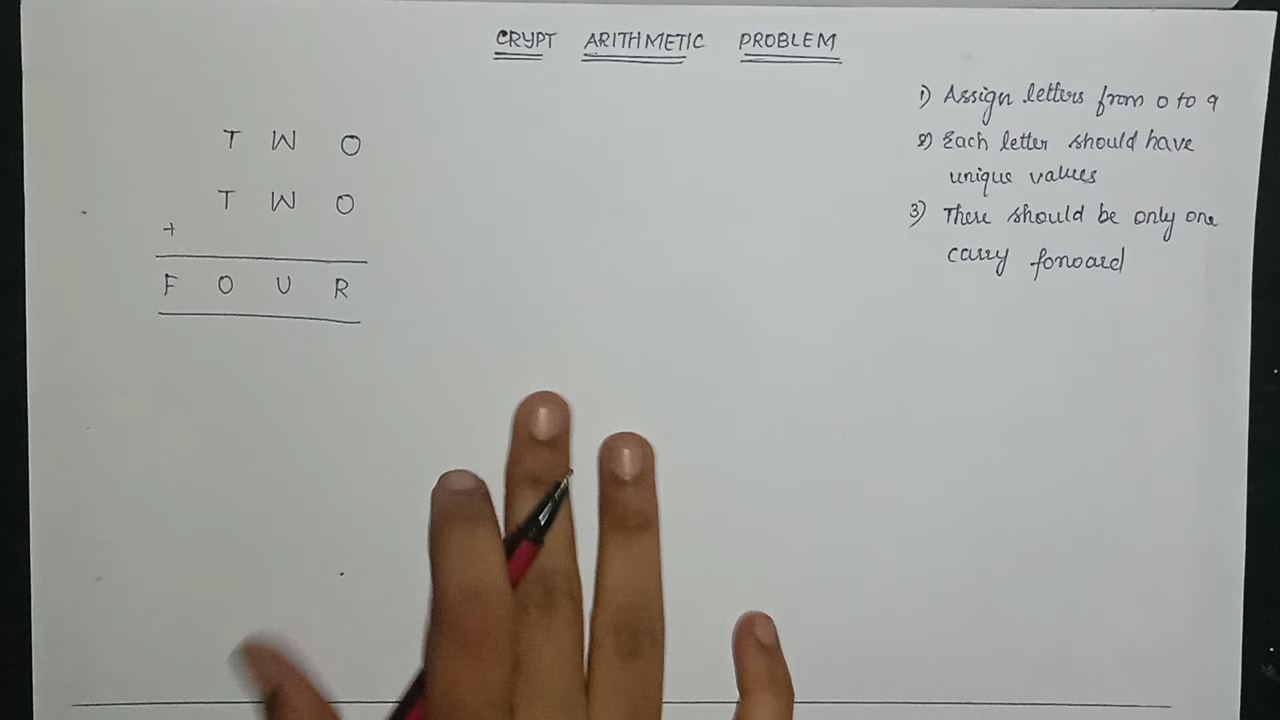 CRYPT ARITHMETIC PROBLEM
T W O
T W O
+
F O U R
1) Assign letters from 0 to 9
2) Each letter should have
unique values
3) There should be only one
carry forward